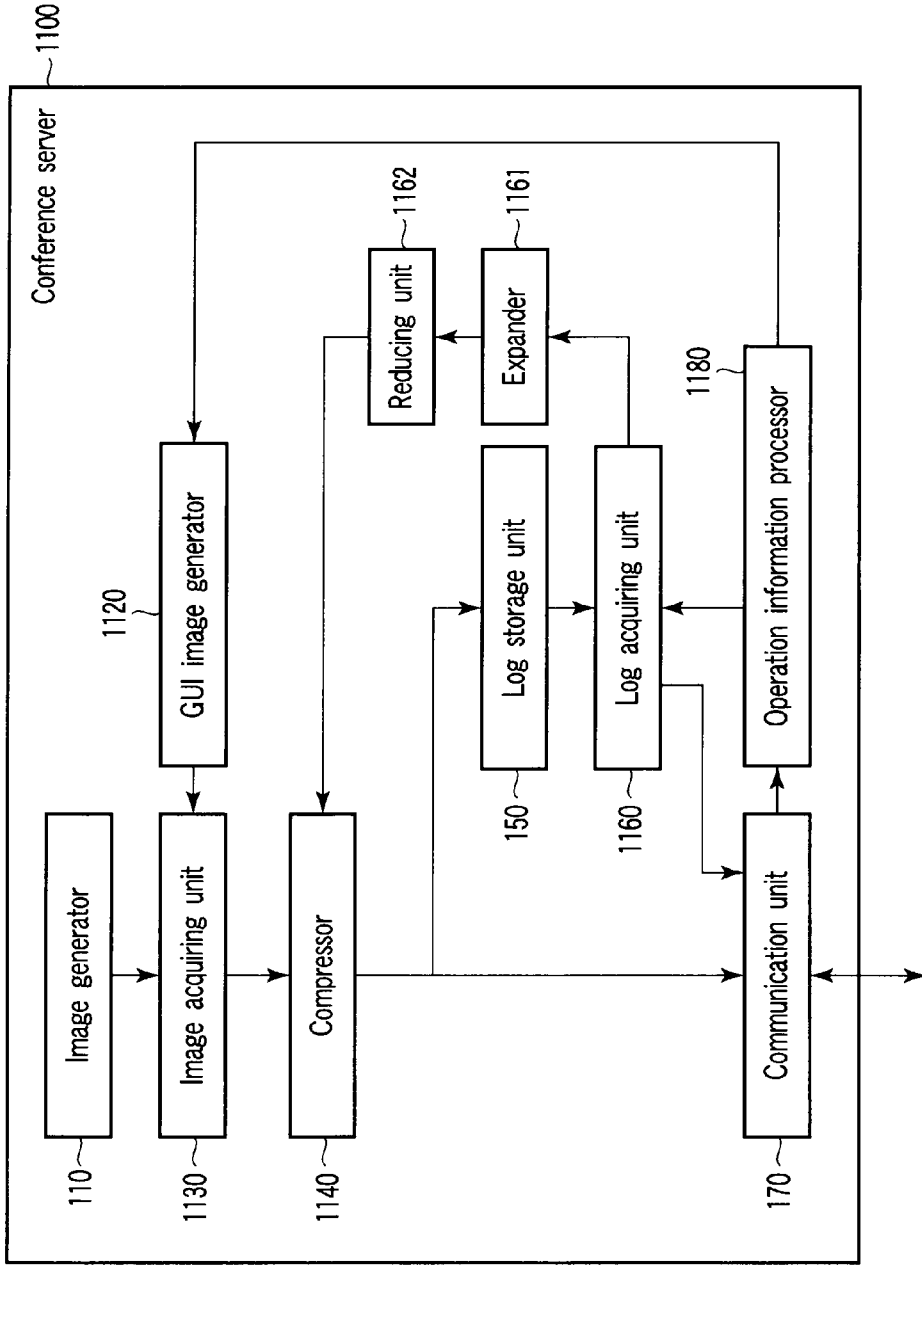 1100
Conference server
Image generator
110
GUI image generator
1120
Image acquiring unit
1130
Reducing unit
1162
Compressor
1140
Expander
1161
Log storage unit
150
Log acquiring unit
1160
Operation information processor
1180
Communication unit
170